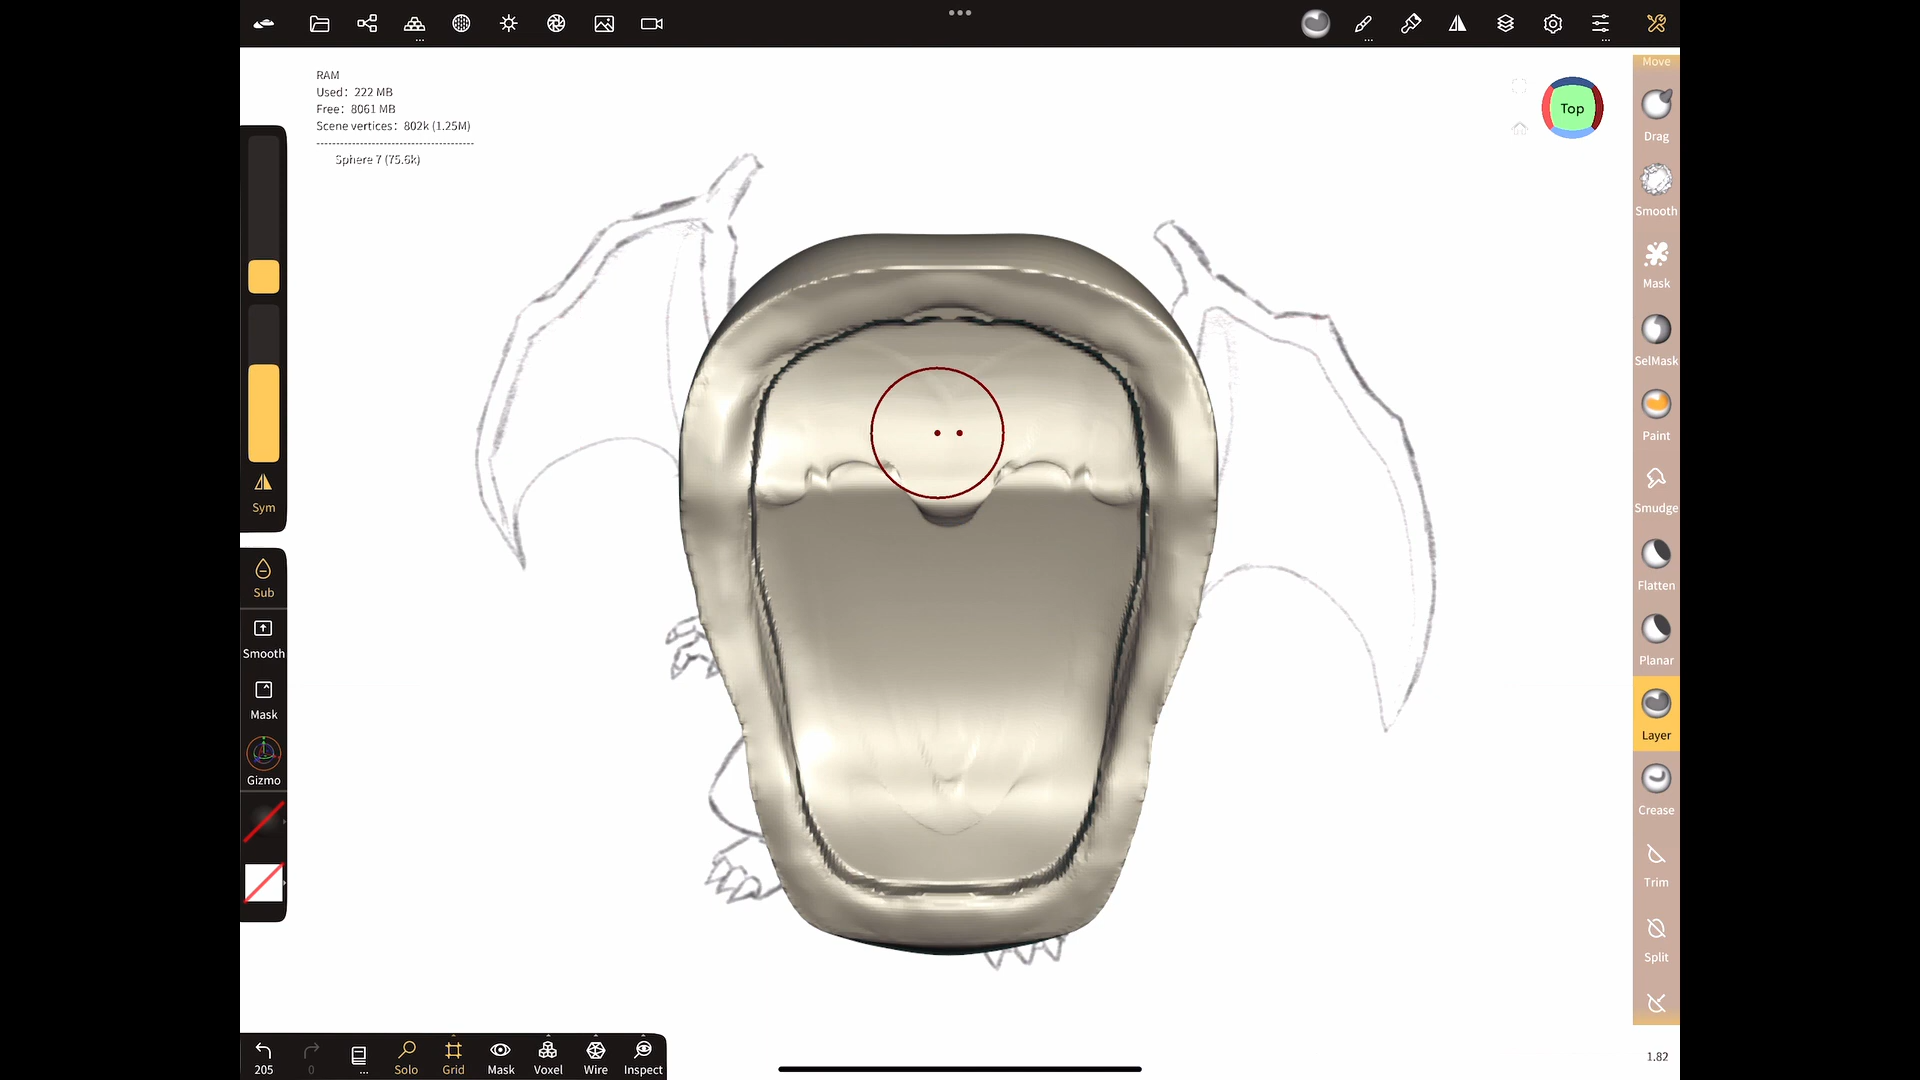 RAM
Used: 222 MB
Free: 8061 MB
Scene vertices: 802k (1.25M)
Sphere 7 (75.6k)
Top
Move
Drag
Smooth
Mask
SelMask
Paint
Smudge
Flatten
Planar
Layer
Crease
Trim
Split
Sym
Sub
Smooth
Mask
Gizmo
205
0
...
Solo
Grid
Mask
Voxel
Wire
Inspect
1.82